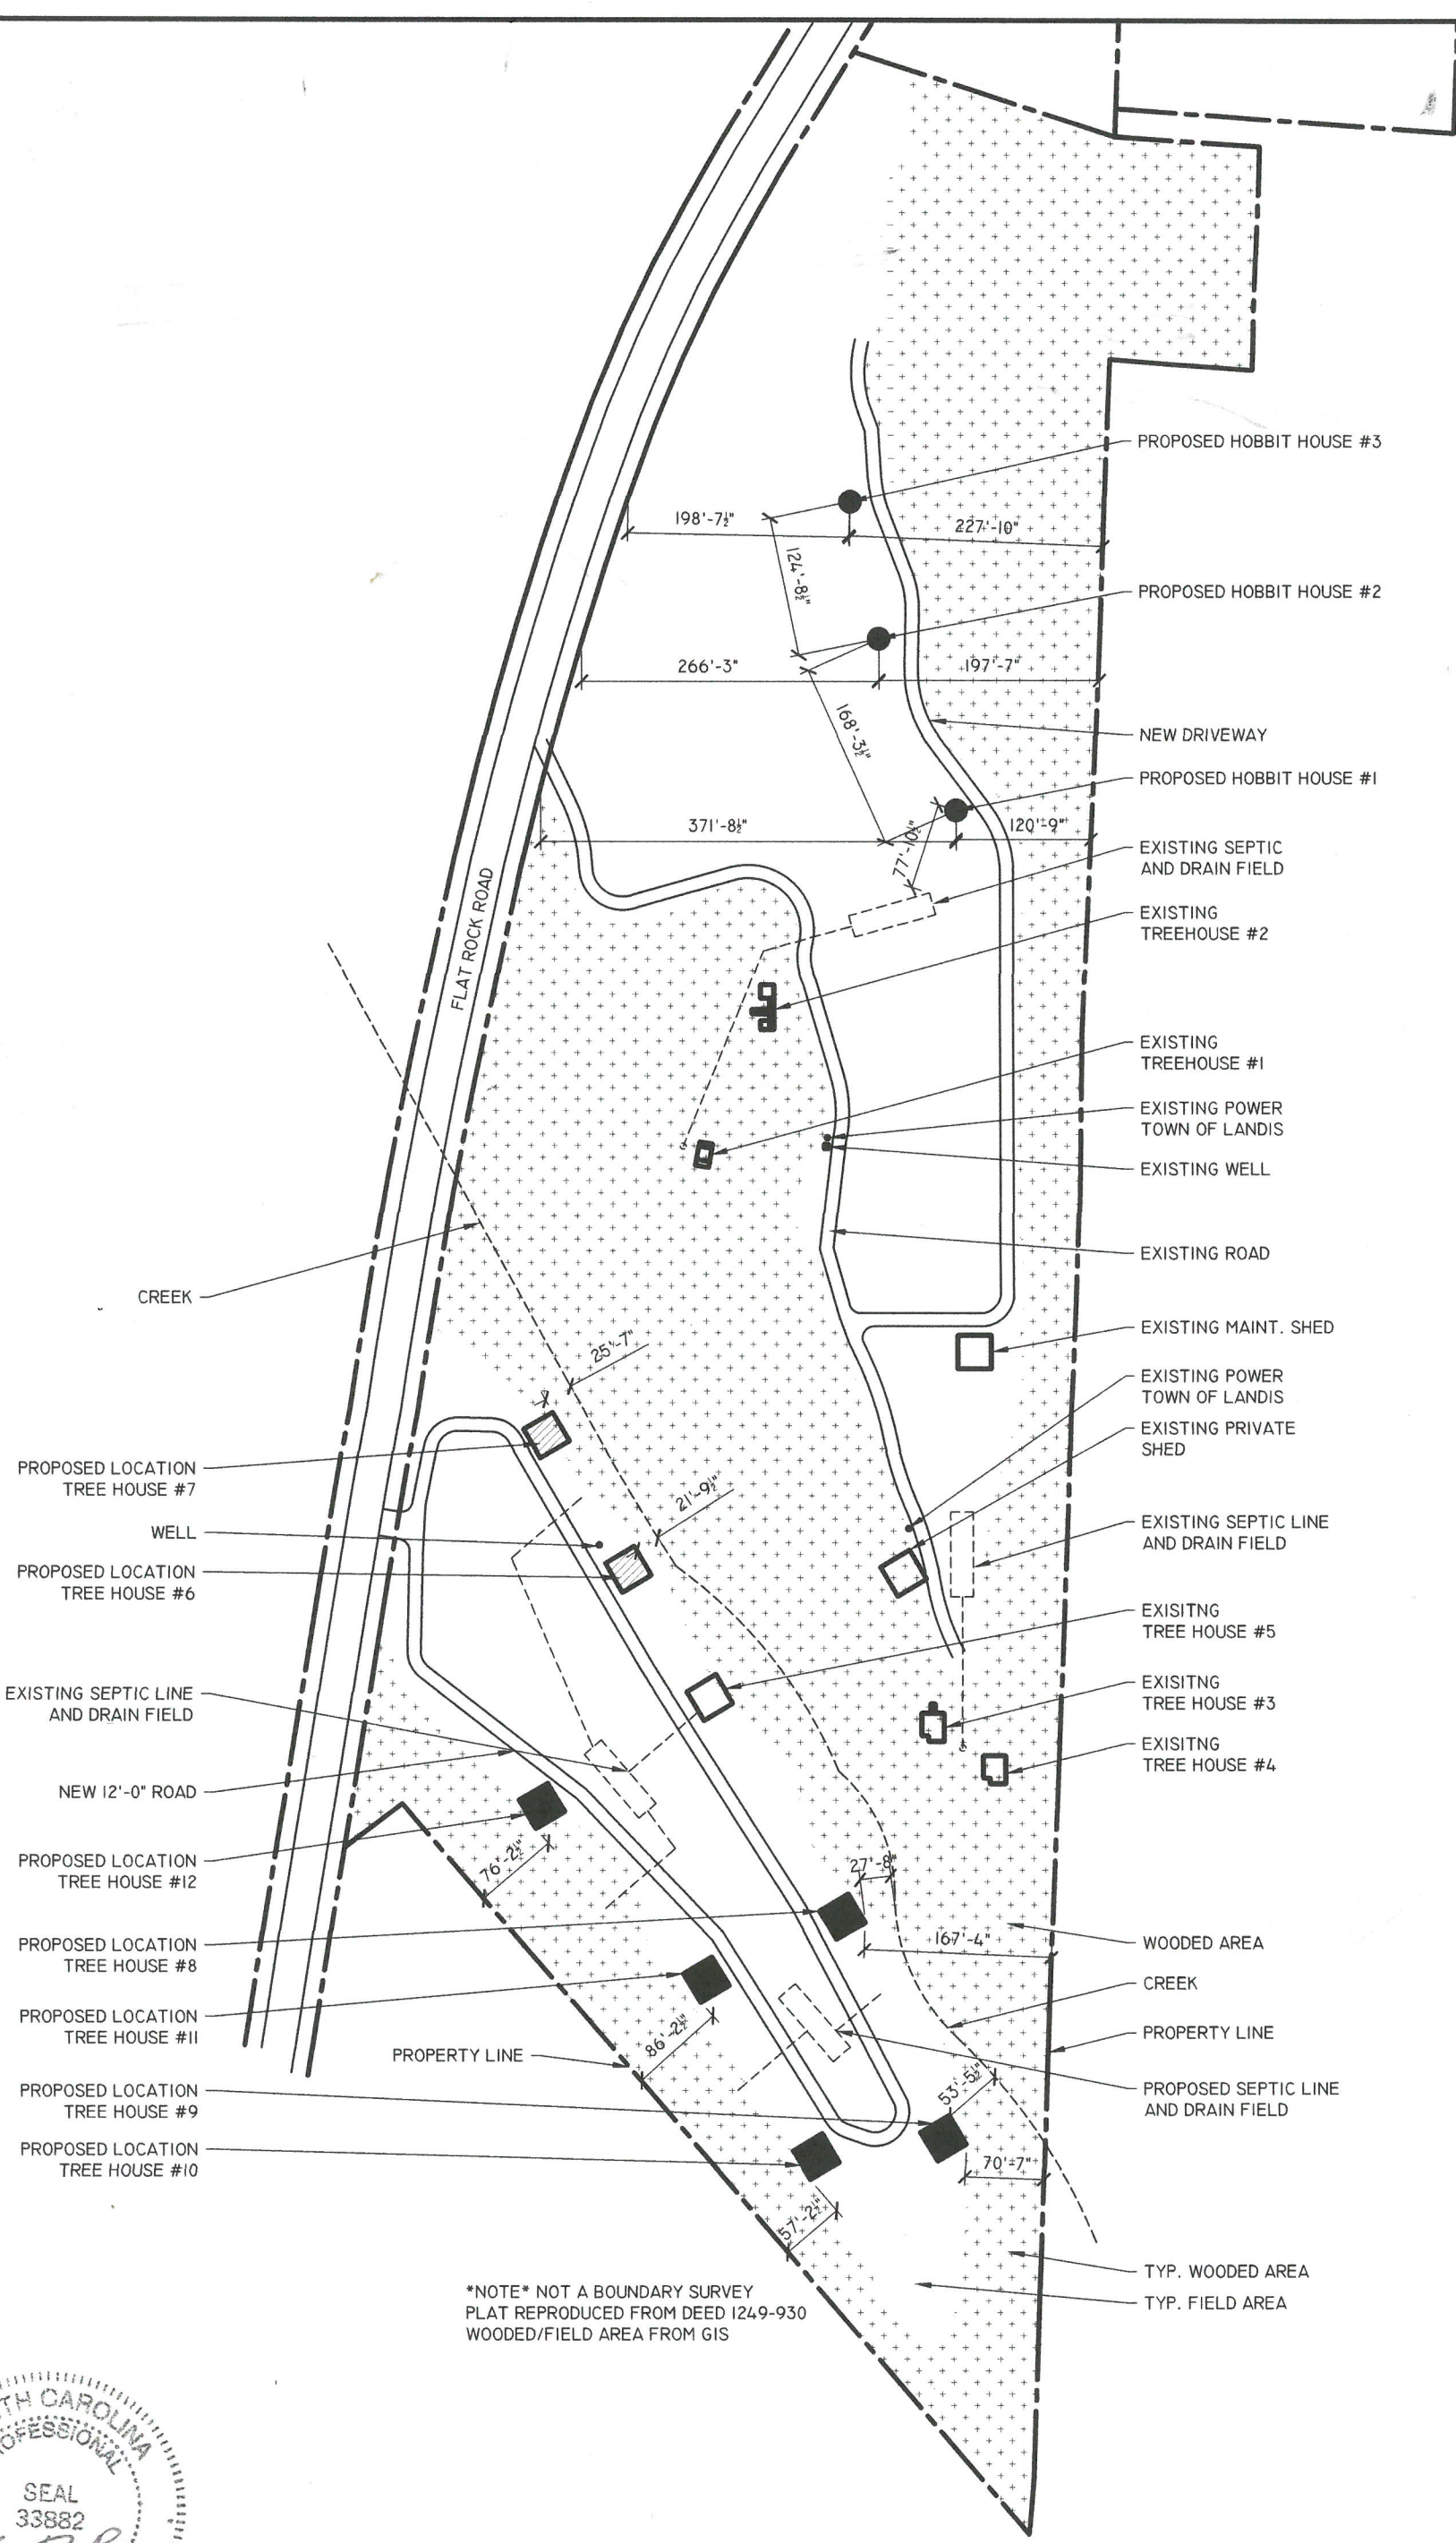 PROPOSED HOBBIT HOUSE #3
198'-7½"
227'-10"
124'-8½"
PROPOSED HOBBIT HOUSE #2
266'-3"
197'-7"
168'-3½"
NEW DRIVEWAY
PROPOSED HOBBIT HOUSE #1
371'-8½"
120'-9"
77'-10½"
EXISTING SEPTIC
AND DRAIN FIELD
FLAT ROCK ROAD
EXISTING
TREEHOUSE #2
EXISTING
TREEHOUSE #1
EXISTING POWER
TOWN OF LANDIS
EXISTING WELL
EXISTING ROAD
CREEK
EXISTING MAINT. SHED
25'-7"
EXISTING POWER
TOWN OF LANDIS
EXISTING PRIVATE
SHED
PROPOSED LOCATION
TREE HOUSE #7
21'-9½"
WELL
EXISTING SEPTIC LINE
AND DRAIN FIELD
PROPOSED LOCATION
TREE HOUSE #6
EXISITNG
TREE HOUSE #5
EXISTING SEPTIC LINE
AND DRAIN FIELD
EXISITNG
TREE HOUSE #3
EXISITNG
TREE HOUSE #4
NEW 12'-0" ROAD
PROPOSED LOCATION
TREE HOUSE #12
76'-2½"
27'-8"
167'-4"
PROPOSED LOCATION
TREE HOUSE #8
WOODED AREA
CREEK
PROPOSED LOCATION
TREE HOUSE #11
PROPERTY LINE
86'-2½"
PROPERTY LINE
PROPOSED LOCATION
TREE HOUSE #9
53'-5½"
PROPOSED SEPTIC LINE
AND DRAIN FIELD
PROPOSED LOCATION
TREE HOUSE #10
70'-7"
57'-2½"
TYP. WOODED AREA
TYP. FIELD AREA
*NOTE* NOT A BOUNDARY SURVEY
PLAT REPRODUCED FROM DEED 1249-930
WOODED/FIELD AREA FROM GIS
TH CAROLINA
OFESSIONAL
SEAL
33882